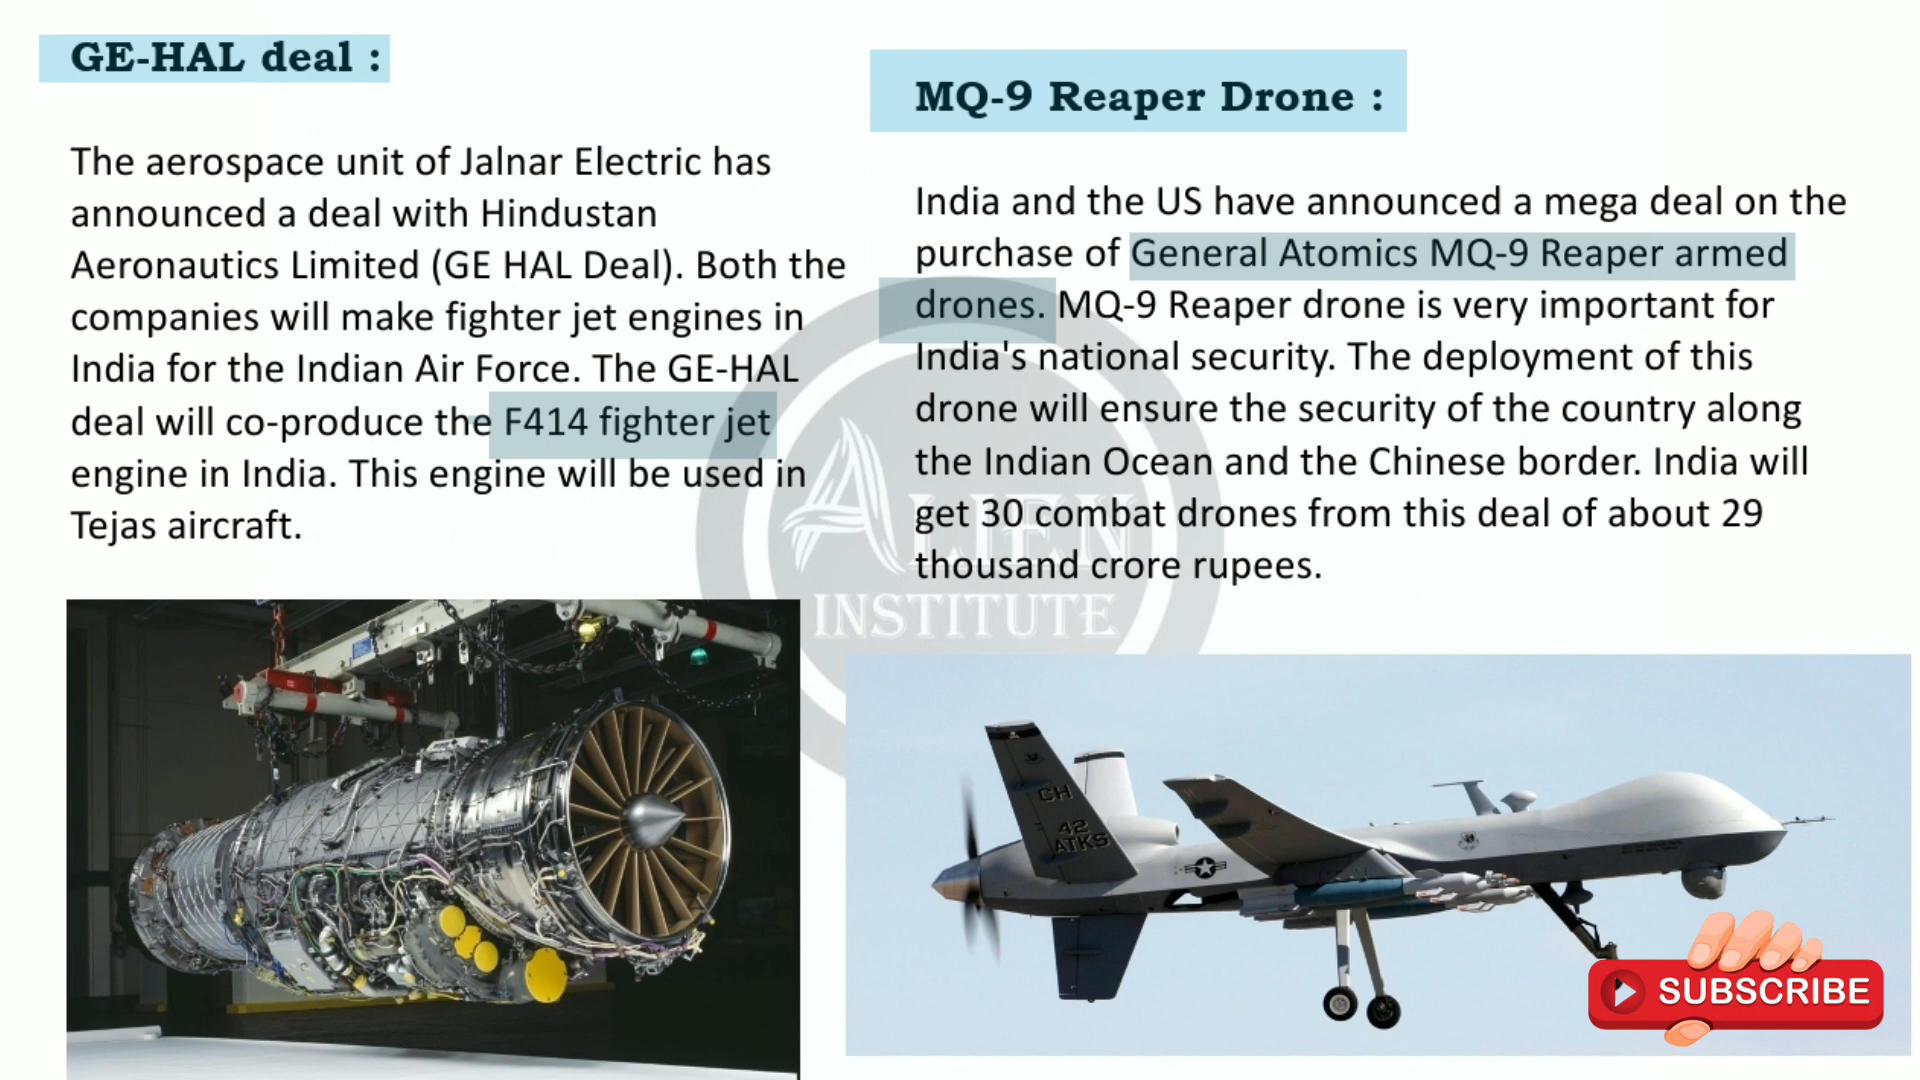 GE-HAL deal :
The aerospace unit of Jalnar Electric has
announced a deal with Hindustan
Aeronautics Limited (GE HAL Deal). Both the
companies will make fighter jet engines in
India for the Indian Air Force. The GE-HAL
deal will co-produce the F414 fighter jet
engine in India. This engine will be used in
Tejas aircraft.
MQ-9 Reaper Drone :
India and the US have announced a mega deal on the
purchase of General Atomics MQ-9 Reaper armed
drones. MQ-9 Reaper drone is very important for
India's national security. The deployment of this
drone will ensure the security of the country along
the Indian Ocean and the Chinese border. India will
get 30 combat drones from this deal of about 29
thousand crore rupees.
ALIEN
INSTITUTE
CH
42
ATKS
SUBSCRIBE